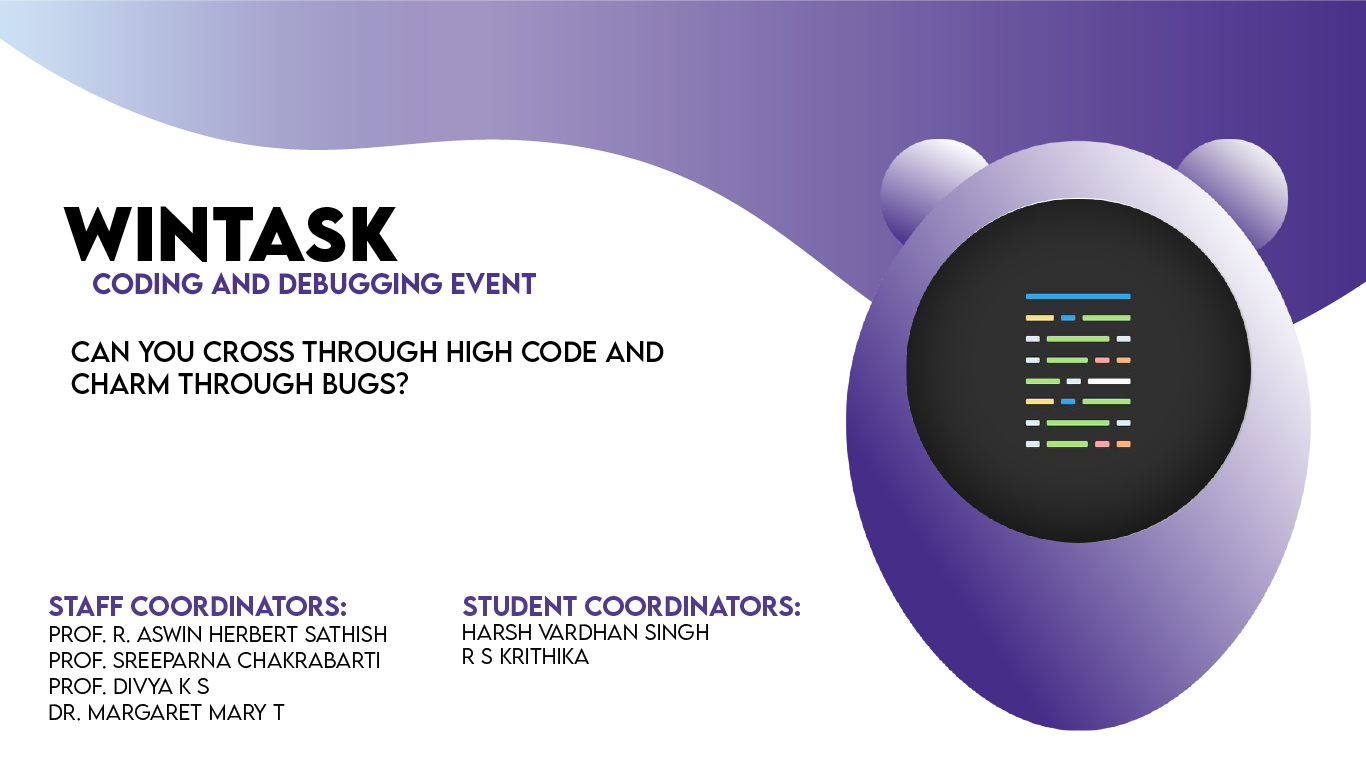 WINTASK
CODING AND DEBUGGING EVENT
CAN YOU CROSS THROUGH HIGH CODE AND
CHARM THROUGH BUGS?
STAFF COORDINATORS:
PROF. R. ASWIN HERBERT SATHISH
PROF. SREEPARNA CHAKRABARTI
PROF. DIVYA K S
DR. MARGARET MARY T
STUDENT COORDINATORS:
HARSH VARDHAN SINGH
R S KRITHIKA